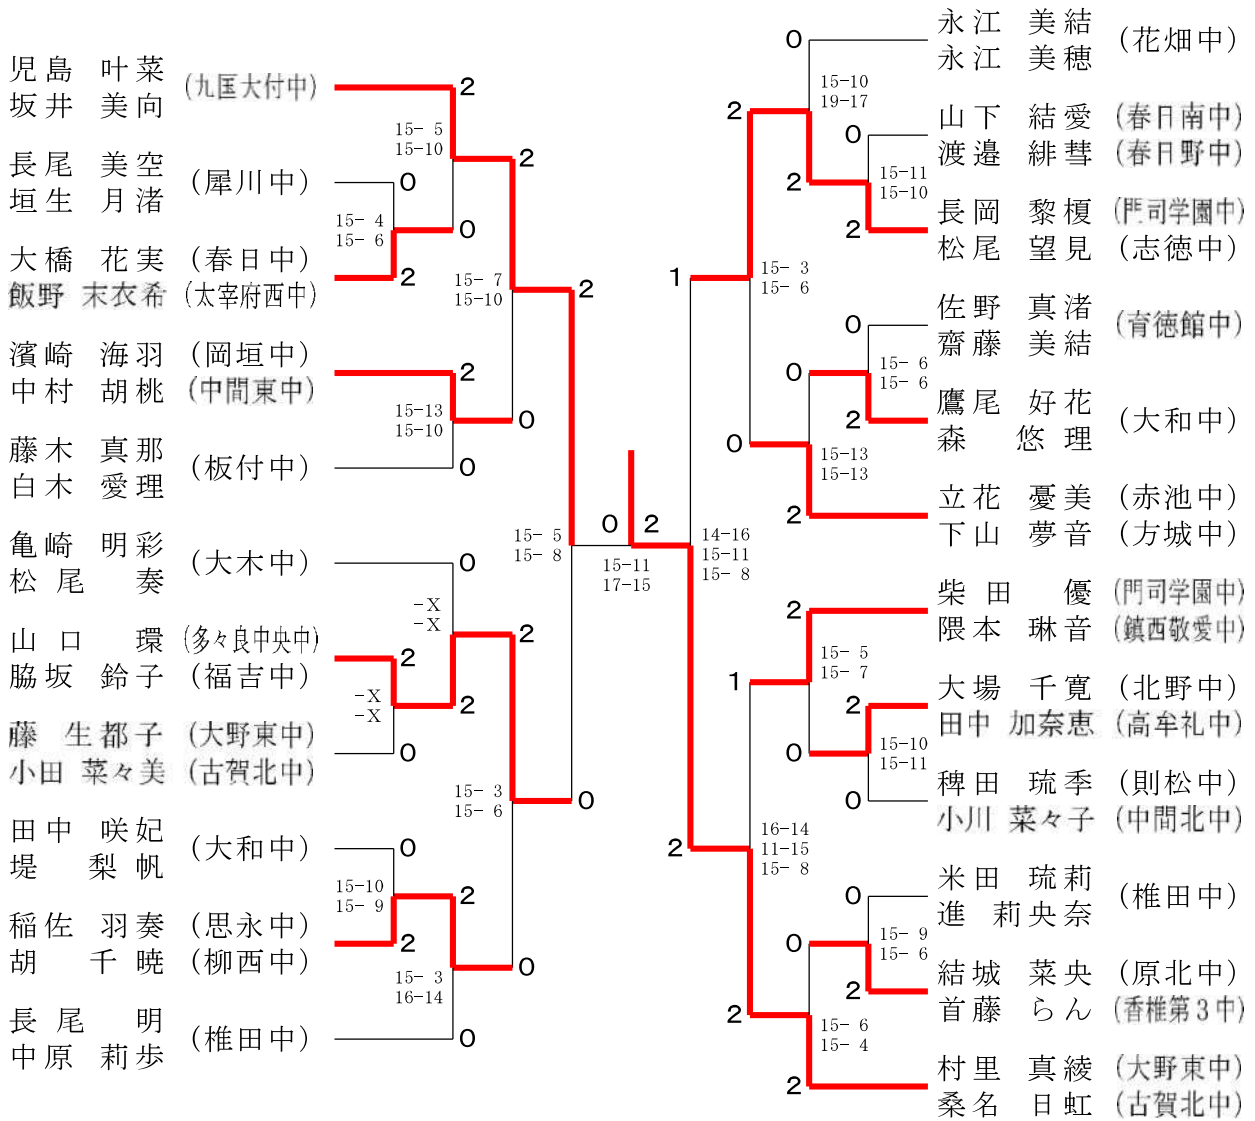 児島 叶菜 (九国大付中)
坂井 美向
長尾 美空 (犀川中)
垣生 月渚
大橋 花実 (春日中)
飯野 末衣希 (太宰府西中)
濱崎 海羽 (岡垣中)
中村 胡桃 (中間東中)
藤木 真那 (板付中)
白木 愛理
亀崎 明彩 (大木中)
松尾 奏
山口 環 (多々良中央中)
脇坂 鈴子 (福吉中)
藤 生都子 (大野東中)
小田 菜々美 (古賀北中)
田中 咲妃 (大和中)
堤 梨帆
稲佐 羽奏 (思永中)
胡 千暁 (柳西中)
長尾 明 (椎田中)
中原 莉歩
2
15- 5
15-10
2
0
15- 4
15- 6
0
2
15- 7
15-10
2
2
15-13
15-10
0
0
15- 5
15- 8
0
-X
-X
2
2
-X
-X
2
0
15- 3
15- 6
0
0
15-10
15- 9
2
2
15- 3
16-14
0
0
0
2
15-11
17-15
0
15-10
19-17
2
0
15-11
15-10
2
2
1
15- 3
15- 6
0
15- 6
15- 6
0
2
0
15-13
15-13
2
14-16
15-11
15- 8
2
15- 5
15- 7
1
2
0
15-10
15-11
0
2
16-14
11-15
15- 8
0
15- 9
15- 6
0
2
2
15- 6
15- 4
2
永江 美結 (花畑中)
永江 美穂
山下 結愛 (春日南中)
渡邉 緋彗 (春日野中)
長岡 黎榎 (門司学園中)
松尾 望見 (志徳中)
佐野 真渚 (育徳館中)
齋藤 美結
鷹尾 好花 (大和中)
森 悠理
立花 憂美 (赤池中)
下山 夢音 (方城中)
柴田 優 (門司学園中)
隈本 琳音 (鎮西敬愛中)
大場 千寛 (北野中)
田中 加奈恵 (高牟礼中)
稗田 琉季 (則松中)
小川 菜々子 (中間北中)
米田 琉莉 (椎田中)
進 莉央奈
結城 菜央 (原北中)
首藤 らん (香椎第3中)
村里 真綾 (大野東中)
桑名 日虹 (古賀北中)